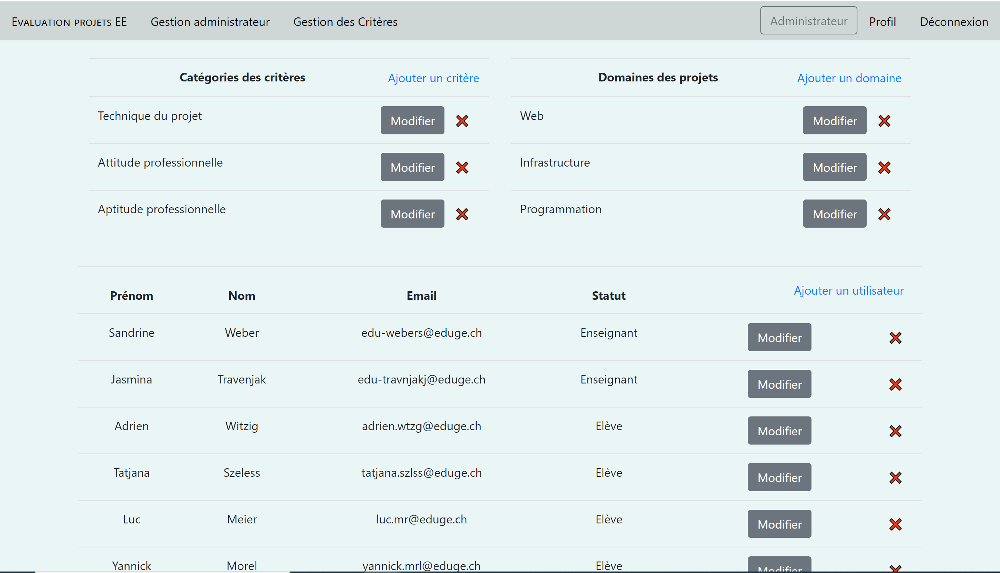 EVALUATION PROJETS EE Gestion administrateur Gestion des Critères Administrateur Profil Déconnexion
Catégories des critères Ajouter un critère
Technique du projet Modifier
Attitude professionnelle Modifier
Aptitude professionnelle Modifier
Domaines des projets Ajouter un domaine
Web Modifier
Infrastructure Modifier
Programmation Modifier
Prénom Nom Email Statut Ajouter un utilisateur
Sandrine Weber edu-webers@eduge.ch Enseignant Modifier
Jasmina Travenjak edu-travnjakj@eduge.ch Enseignant Modifier
Adrien Witzig adrien.wtzg@eduge.ch Elève Modifier
Tatjana Szeless tatjana.szlss@eduge.ch Elève Modifier
Luc Meier luc.mr@eduge.ch Elève Modifier
Yannick Morel yannick.mrl@eduge.ch Elève Modifier